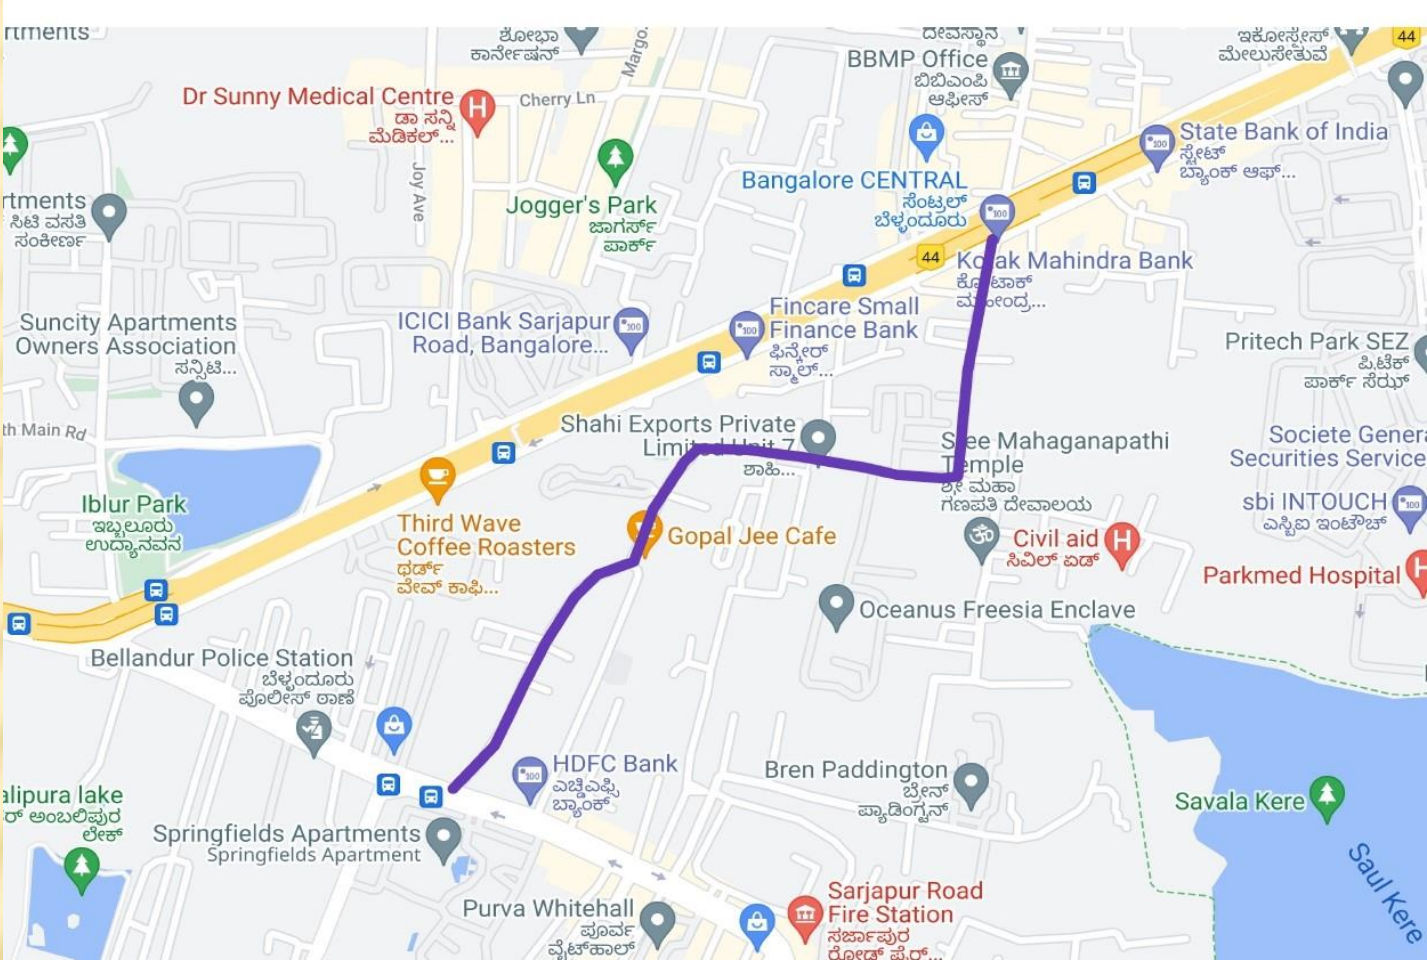 rtments
ಶೋಭಾ
ಕಾರ್ನೇಷನ್
Margo.
ದೇವಸ್ಥಾನ
BBMP Office
ಬಿಬಿಎಂಪಿ
ಆಫೀಸ್
ಇಕೋಸ್ಪೇಸ್
ಮೇಲುಸೇತುವೆ
44
Dr Sunny Medical Centre
ಡಾ ಸನ್ನಿ
ಮೆಡಿಕಲ್...
Cherry Ln
State Bank of India
ಸ್ಟೇಟ್
ಬ್ಯಾಂಕ್ ಆಫ್...
Joy Ave
Bangalore CENTRAL
ಸೆಂಟ್ರಲ್
ಬೆಳ್ಳಂದೂರು
rtments
ಸಿಟಿ ವಸತಿ
ಸಂಕೀರ್ಣ
Jogger's Park
ಜಾಗರ್ಸ್
ಪಾರ್ಕ್
44
Kotak Mahindra Bank
ಕೊಟಾಕ್
ಮಹೀಂದ್ರ...
Suncity Apartments
Owners Association
ಸನ್ಸಿಟಿ...
ICICI Bank Sarjapur
Road, Bangalore...
Fincare Small
Finance Bank
ಫಿನ್ಕೇರ್
ಸ್ಮಾಲ್...
Pritech Park SEZ
ಪ್ರಿಟೆಕ್
ಪಾರ್ಕ್ ಸೆಝ್
th Main Rd
Shahi Exports Private
Limited Unit 7
ಶಾಹಿ...
Sree Mahaganapathi
Temple
ಶ್ರೀ ಮಹಾ
ಗಣಪತಿ ದೇವಾಲಯ
Societe Genera
Securities Service
Iblur Park
ಇಬ್ಬಲೂರು
ಉದ್ಯಾನವನ
Third Wave
Coffee Roasters
ಥರ್ಡ್
ವೇವ್ ಕಾಫಿ...
Gopal Jee Cafe
Civil aid
ಸಿವಿಲ್ ಏಡ್
sbi INTOUCH
ಎಸ್ಬಿಐ ಇಂಟೌಚ್
Parkmed Hospital
Oceanus Freesia Enclave
Bellandur Police Station
ಬೆಳ್ಳಂದೂರು
ಪೊಲೀಸ್ ಠಾಣೆ
HDFC Bank
ಎಚ್ಡಿಎಫ್ಸಿ
ಬ್ಯಾಂಕ್
Bren Paddington
ಬ್ರೇನ್
ಪ್ಯಾಡಿಂಗ್ಟನ್
alipura lake
ರ್ ಅಂಬಲಿಪುರ
ಲೇಕ್
Springfields Apartments
Springfields Apartment
Savala Kere
Saul Kere
Purva Whitehall
ಪೂರ್ವ
ವೈಟ್‌ಹಾಲ್
Sarjapur Road
Fire Station
ಸರ್ಜಾಪುರ
ರೋಡ್ ಫೈರ್...